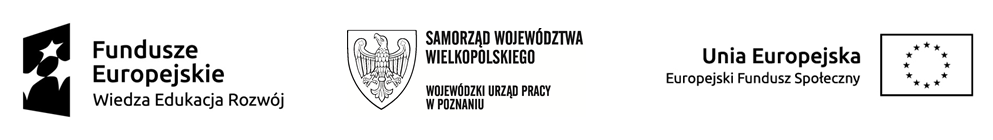 Fundusze
Europejskie
Wiedza Edukacja Rozwój
SAMORZĄD WOJEWÓDZTWA
WIELKOPOLSKIEGO
WOJEWÓDZKI URZĄD PRACY
W POZNANIU
Unia Europejska
Europejski Fundusz Społeczny